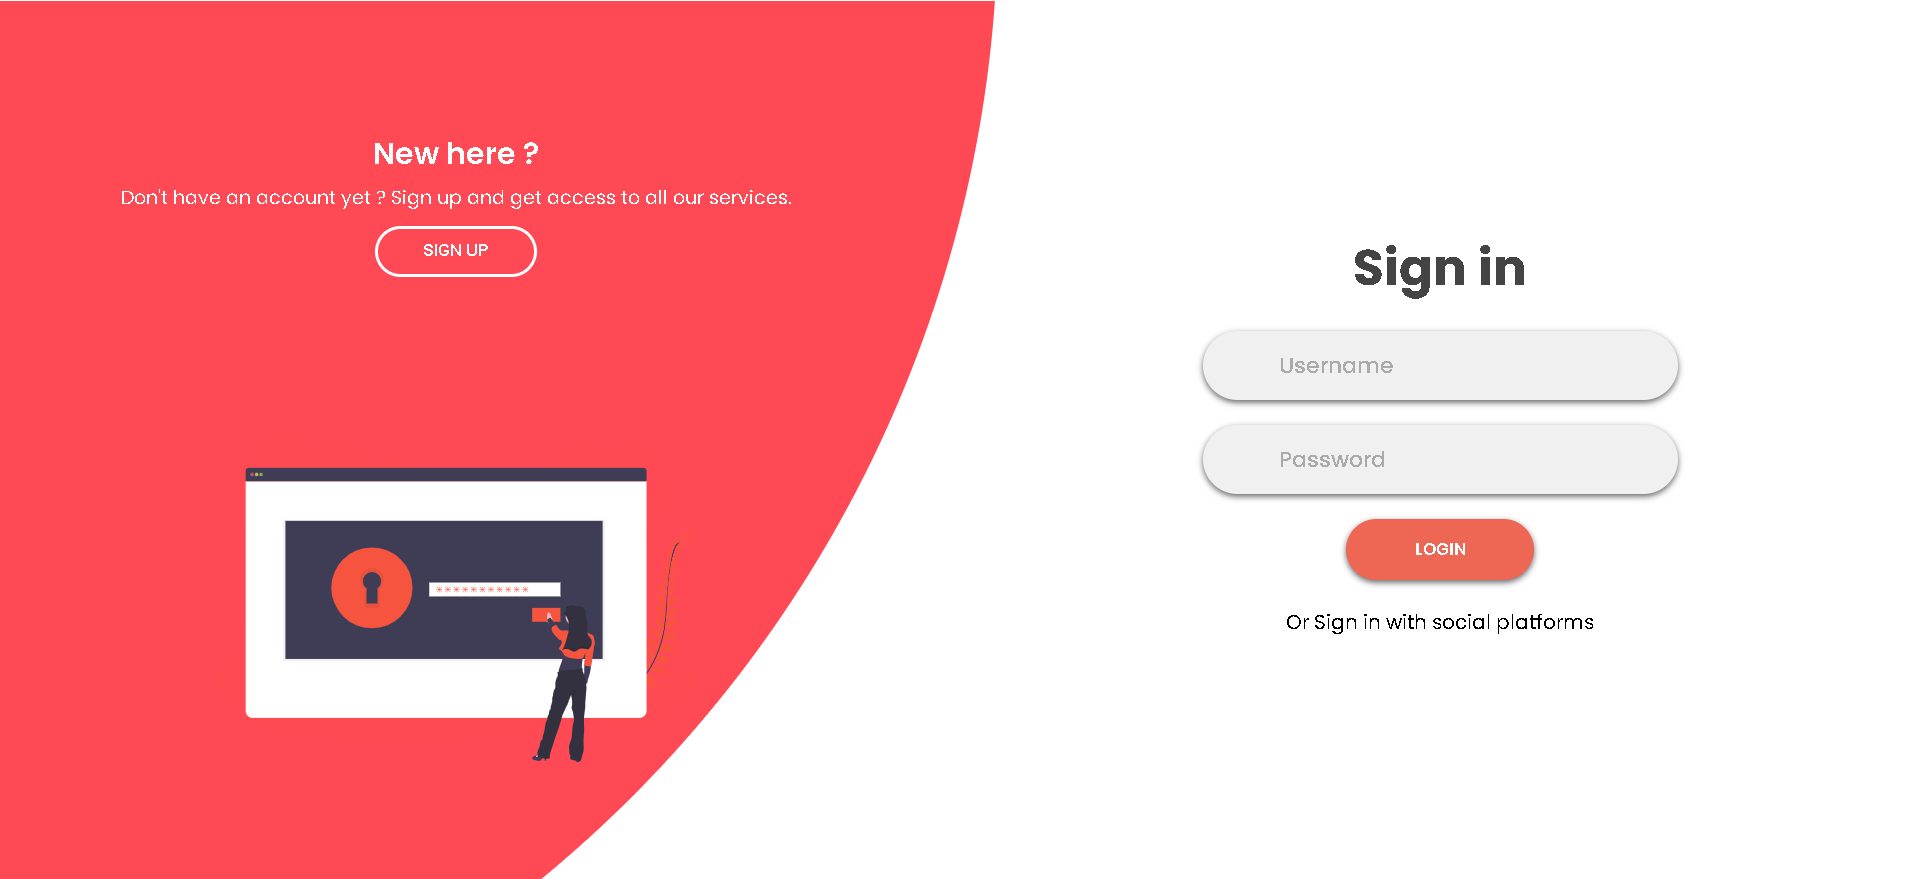 New here ?
Don't have an account yet ? Sign up and get access to all our services.
SIGN UP
Sign in
Username
Password
LOGIN
Or Sign in with social platforms